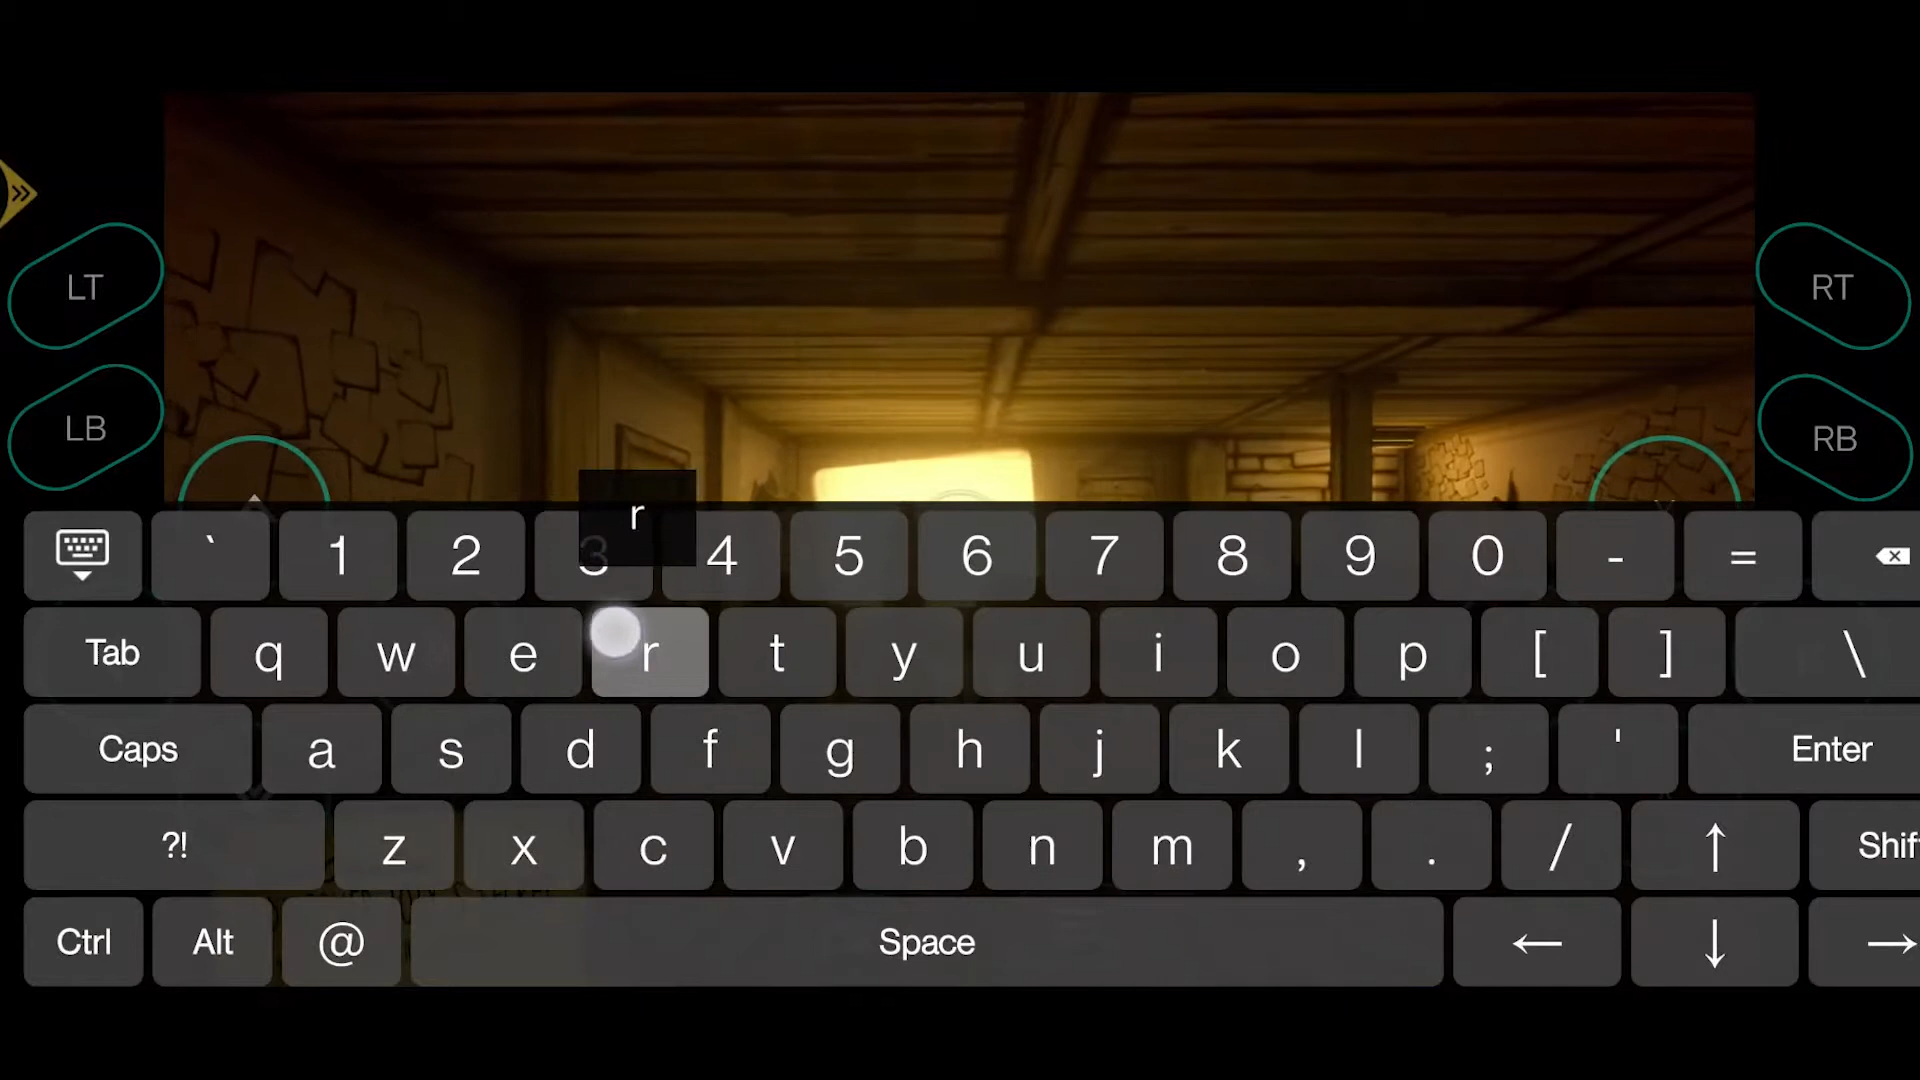 LT
RT
LB
RB
r
` 1 2 3 4 5 6 7 8 9 0 - =
Tab q w e r t y u i o p [ ] \
Caps a s d f g h j k l ; ' Enter
?! z x c v b n m , . / ↑ Shif
Ctrl Alt @ Space ← ↓ →